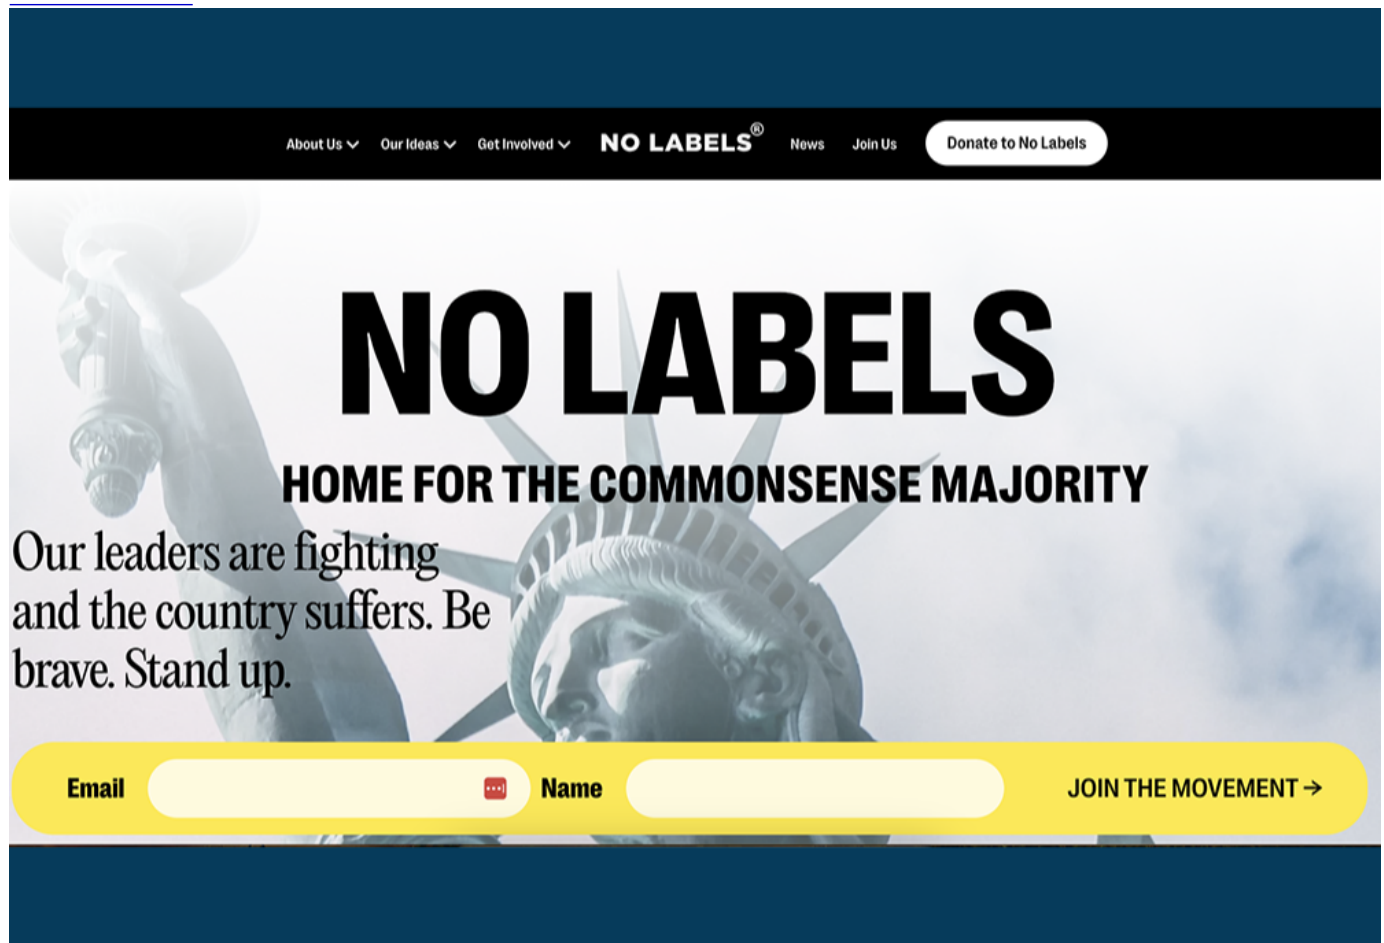 About Us Our Ideas Get Involved NO LABELS® News Join Us Donate to No Labels
NO LABELS
HOME FOR THE COMMONSENSE MAJORITY
Our leaders are fighting
and the country suffers. Be
brave. Stand up.
Email Name JOIN THE MOVEMENT →